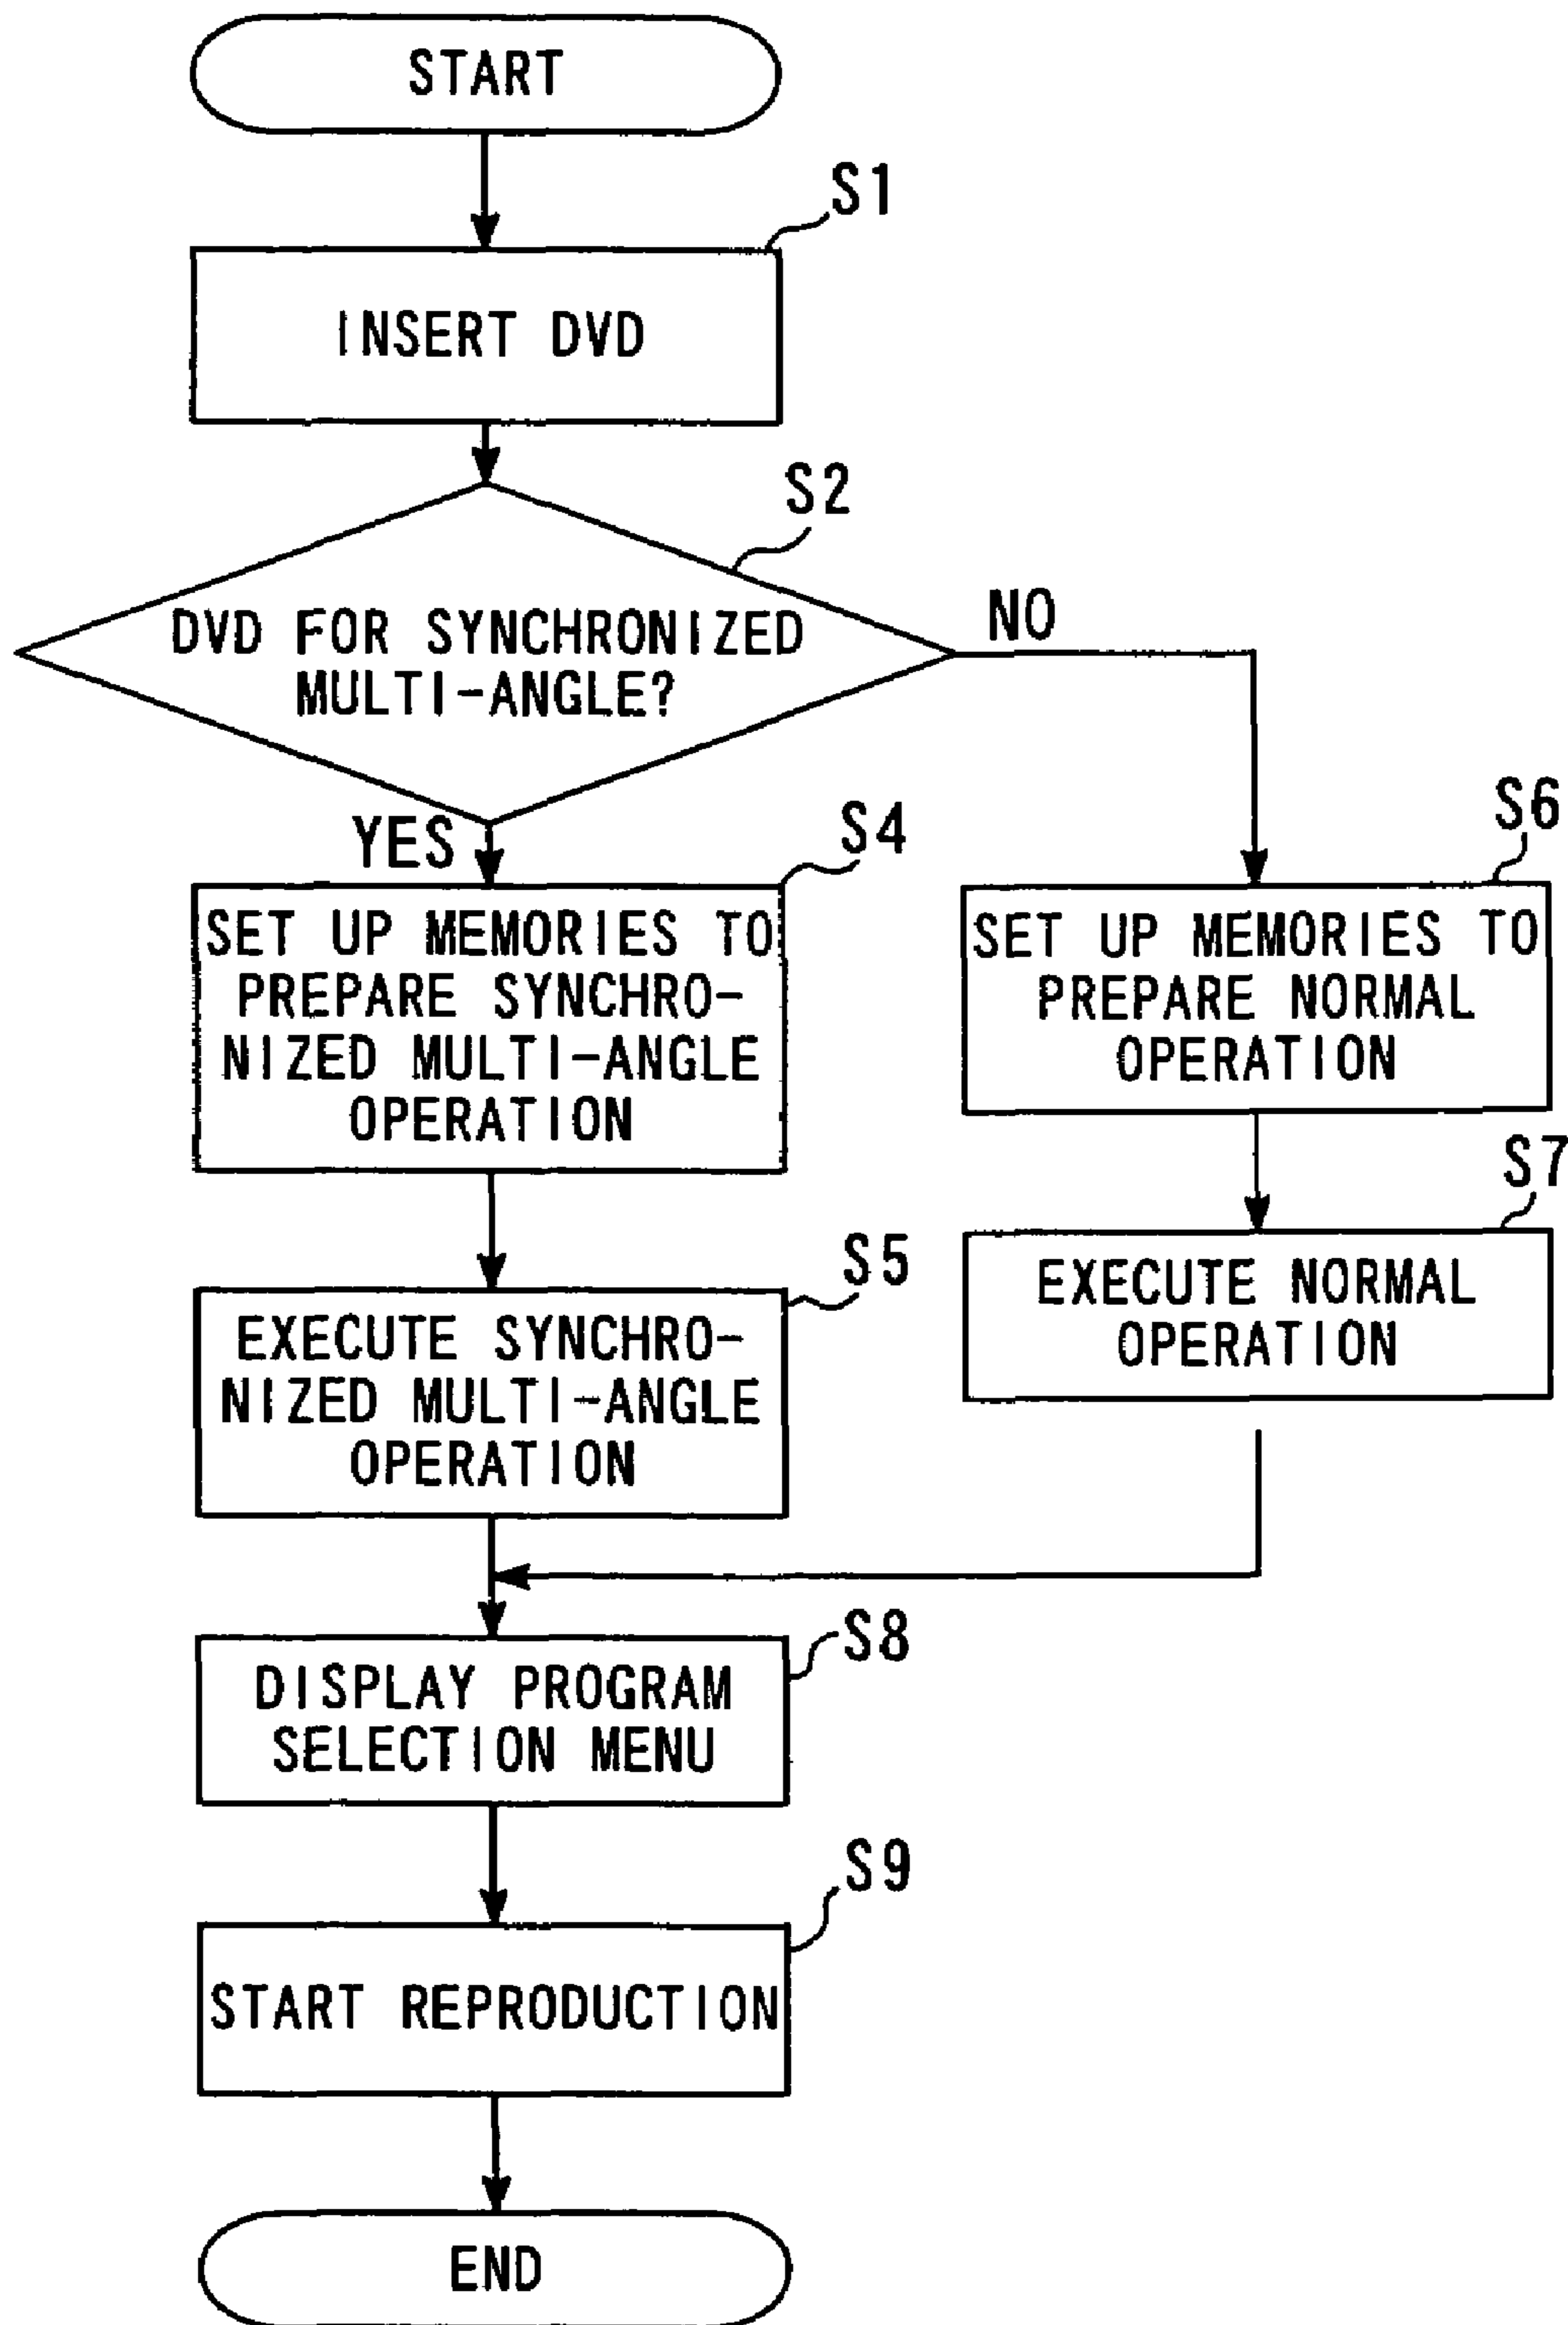 START
S1
INSERT DVD
S2
DVD FOR SYNCHRONIZED
MULTI-ANGLE?
NO
YES
S4
SET UP MEMORIES TO
PREPARE SYNCHRO-
NIZED MULTI-ANGLE
OPERATION
S6
SET UP MEMORIES TO
PREPARE NORMAL
OPERATION
S5
EXECUTE SYNCHRO-
NIZED MULTI-ANGLE
OPERATION
S7
EXECUTE NORMAL
OPERATION
S8
DISPLAY PROGRAM
SELECTION MENU
S9
START REPRODUCTION
END